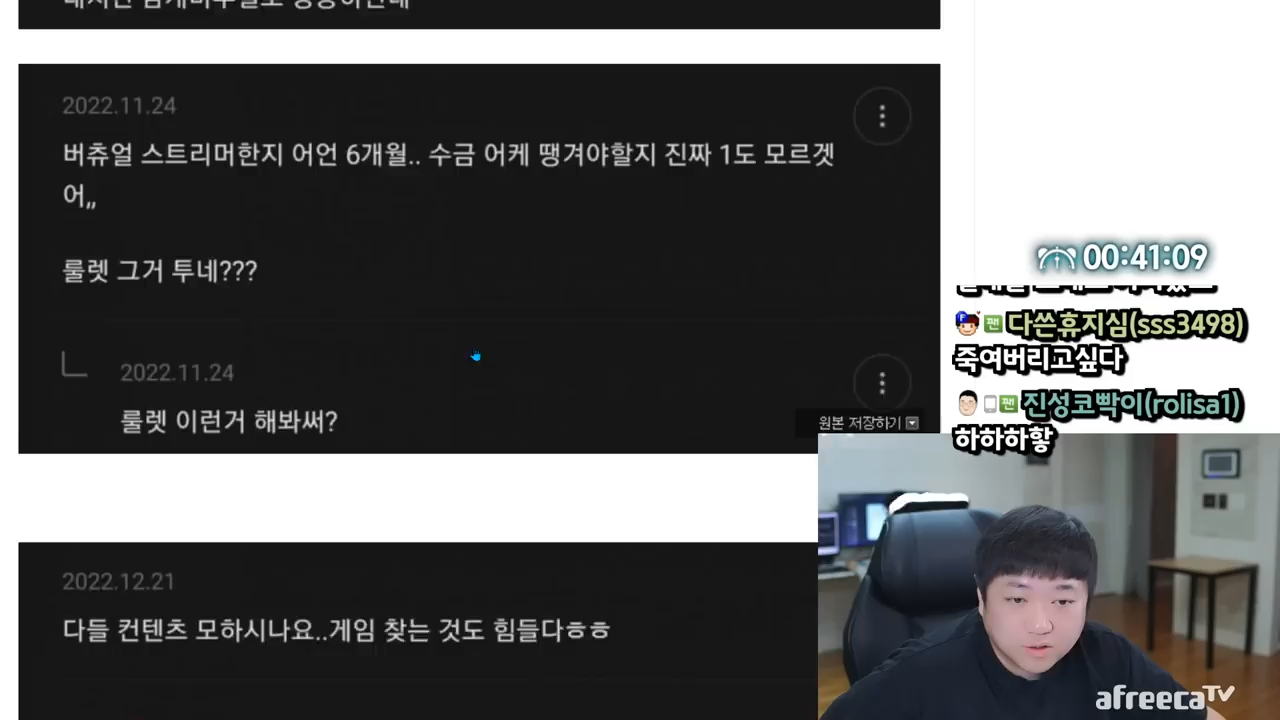 2022.11.24
버츄얼 스트리머한지 어언 6개월.. 수금 어케 땡겨야할지 진짜 1도 모르겟
어,,
룰렛 그거 투네???
2022.11.24
룰렛 이런거 해봐써?
원본 저장하기
2022.12.21
다들 컨텐츠 모하시나요..게임 찾는 것도 힘들다ㅎㅎ
00:41:09
다쓴휴지심(sss3498)
죽여버리고싶다
진성코빡이(rolisa1)
하하하핳
afreecaTV